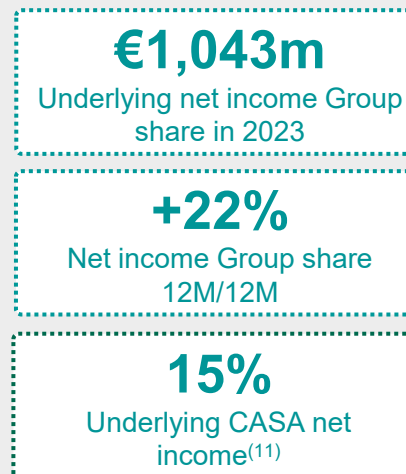 €1,043m
Underlying net income Group
share in 2023
+22%
Net income Group share
12M/12M
15%
Underlying CASA net
income(11)